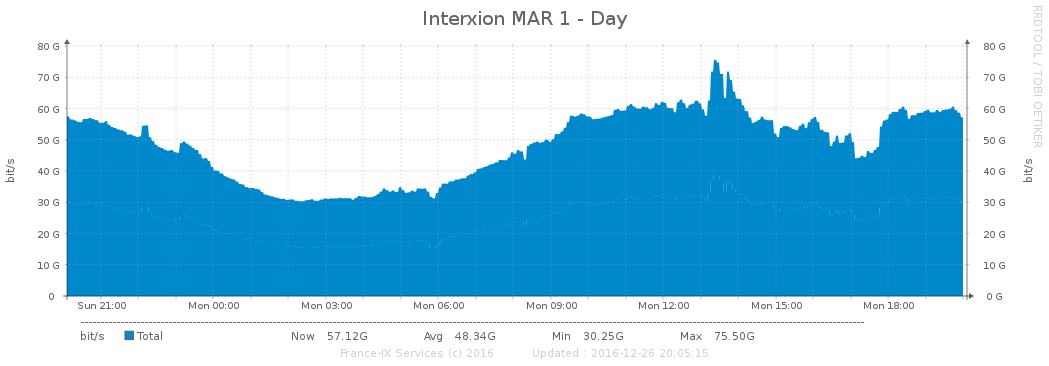 Interxion MAR 1 - Day
RRDTOOL / TOBI OETIKER
bit/s
80 G 80 G
70 G 70 G
60 G 60 G
50 G 50 G
40 G 40 G
30 G 30 G
20 G 20 G
10 G 10 G
0 0 G
bit/s
Sun 21:00 Mon 00:00 Mon 03:00 Mon 06:00 Mon 09:00 Mon 12:00 Mon 15:00 Mon 18:00
bit/s Total Now 57.12G Avg 48.34G Min 30.25G Max 75.50G
France-IX Services (c) 2016 Updated : 2016-12-26 20:05:15